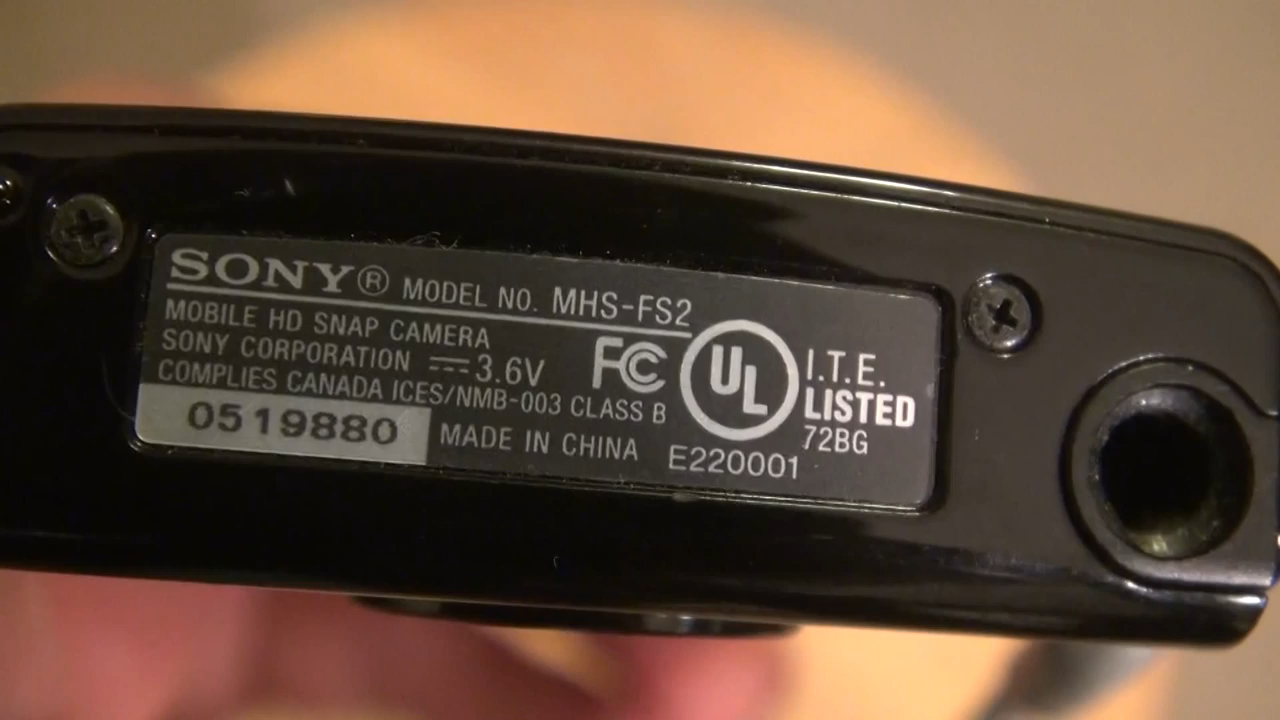 SONY® MODEL NO. MHS-FS2
MOBILE HD SNAP CAMERA
SONY CORPORATION ⎓3.6V
COMPLIES CANADA ICES/NMB-003 CLASS B
FC
UL
I.T.E.
LISTED
72BG
0519880
MADE IN CHINA
E220001